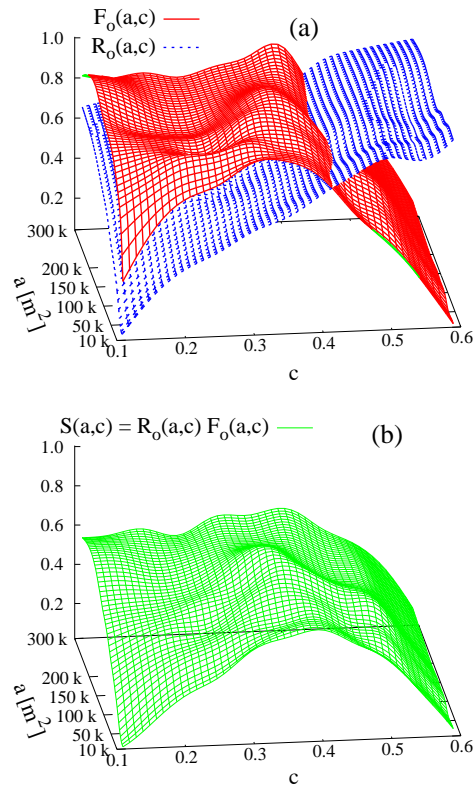 F_o(a,c)
R_o(a,c)
(a)
1.0
0.8
0.6
0.4
0.2
300 k
200 k
150 k
100 k
50 k
10 k
a [m^2]
0.1
0.2
0.3
0.4
0.5
0.6
c
S(a,c) = R_o(a,c) F_o(a,c)
(b)
1.0
0.8
0.6
0.4
0.2
300 k
200 k
150 k
100 k
50 k
10 k
a [m^2]
0.1
0.2
0.3
0.4
0.5
0.6
c